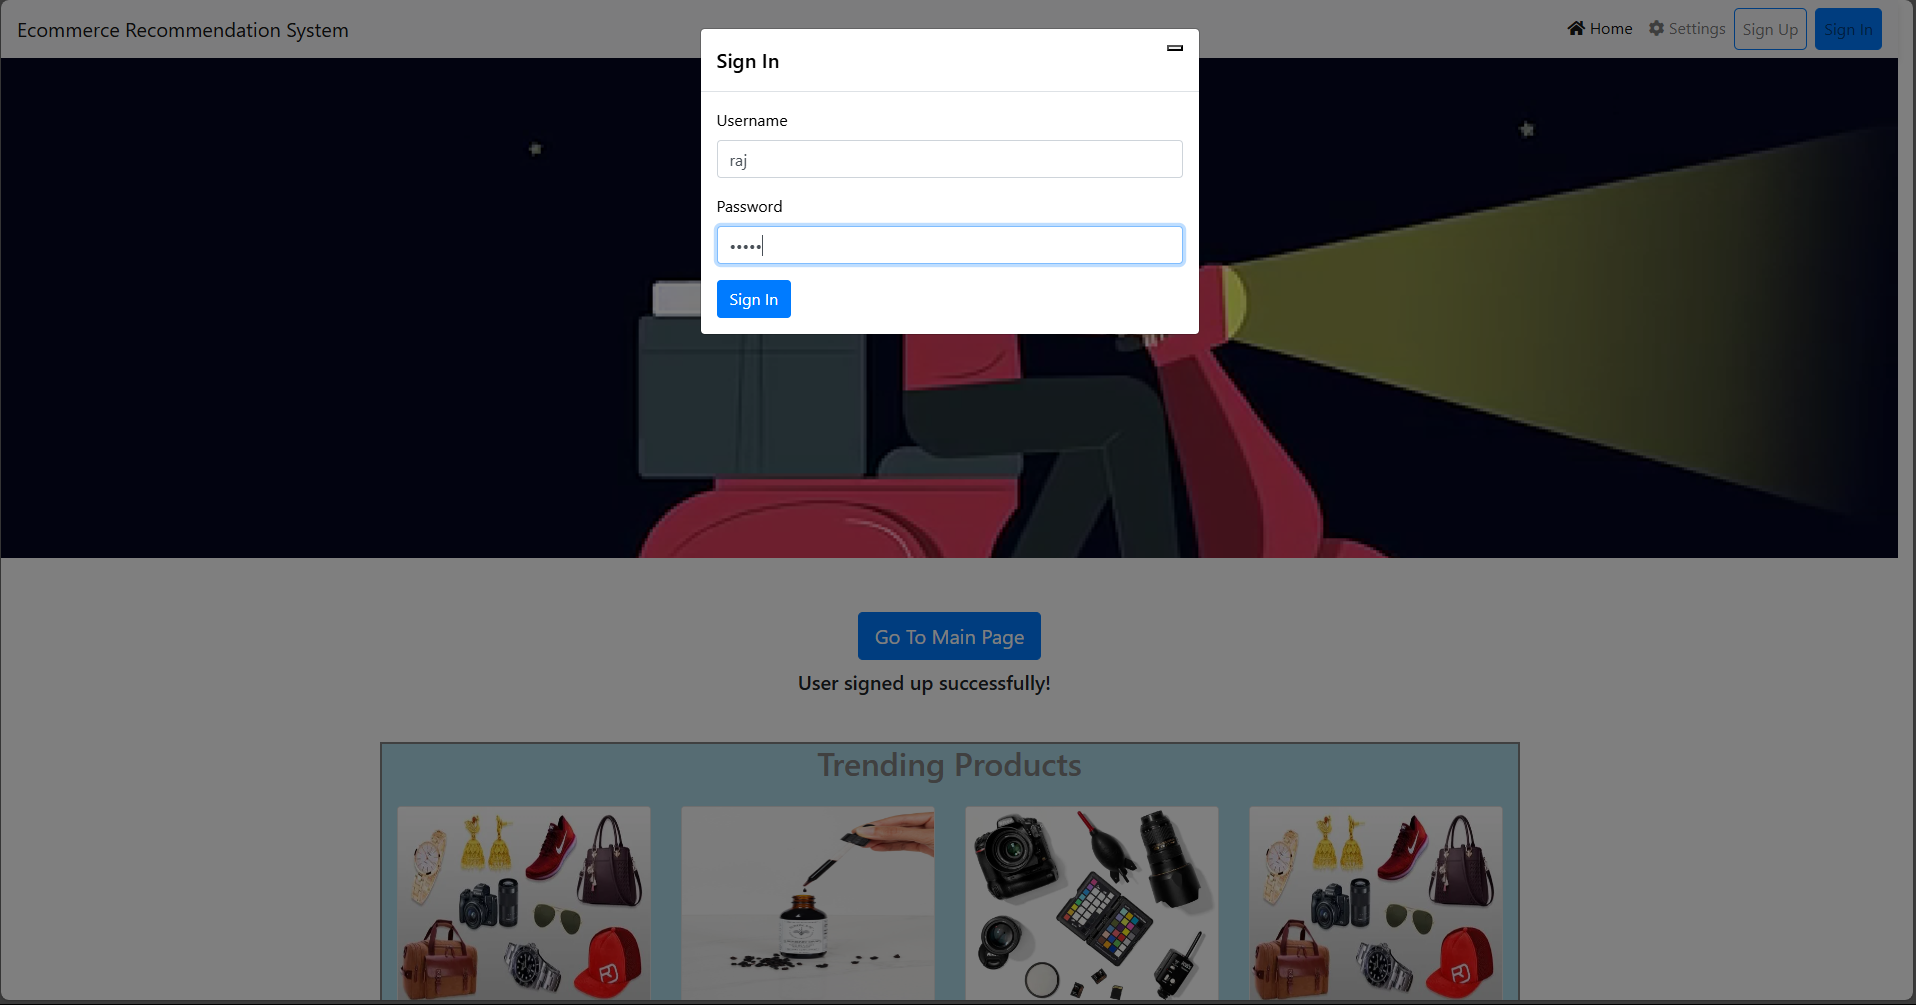 Ecommerce Recommendation System
Home
Settings
Sign Up
Sign In
Sign In
Username
raj
Password
•••••
Sign In
Go To Main Page
User signed up successfully!
Trending Products